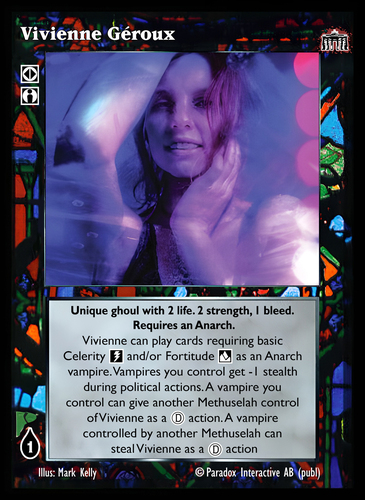 Vivienne Géroux
Unique ghoul with 2 life. 2 strength, 1 bleed.
Requires an Anarch.
Vivienne can play cards requiring basic
Celerity and/or Fortitude as an Anarch
vampire. Vampires you control get -1 stealth
during political actions. A vampire you
control can give another Methuselah control
of Vivienne as a Ⓓ action. A vampire
controlled by another Methuselah can
steal Vivienne as a Ⓓ action
1
Illus: Mark Kelly © Paradox Interactive AB (publ)